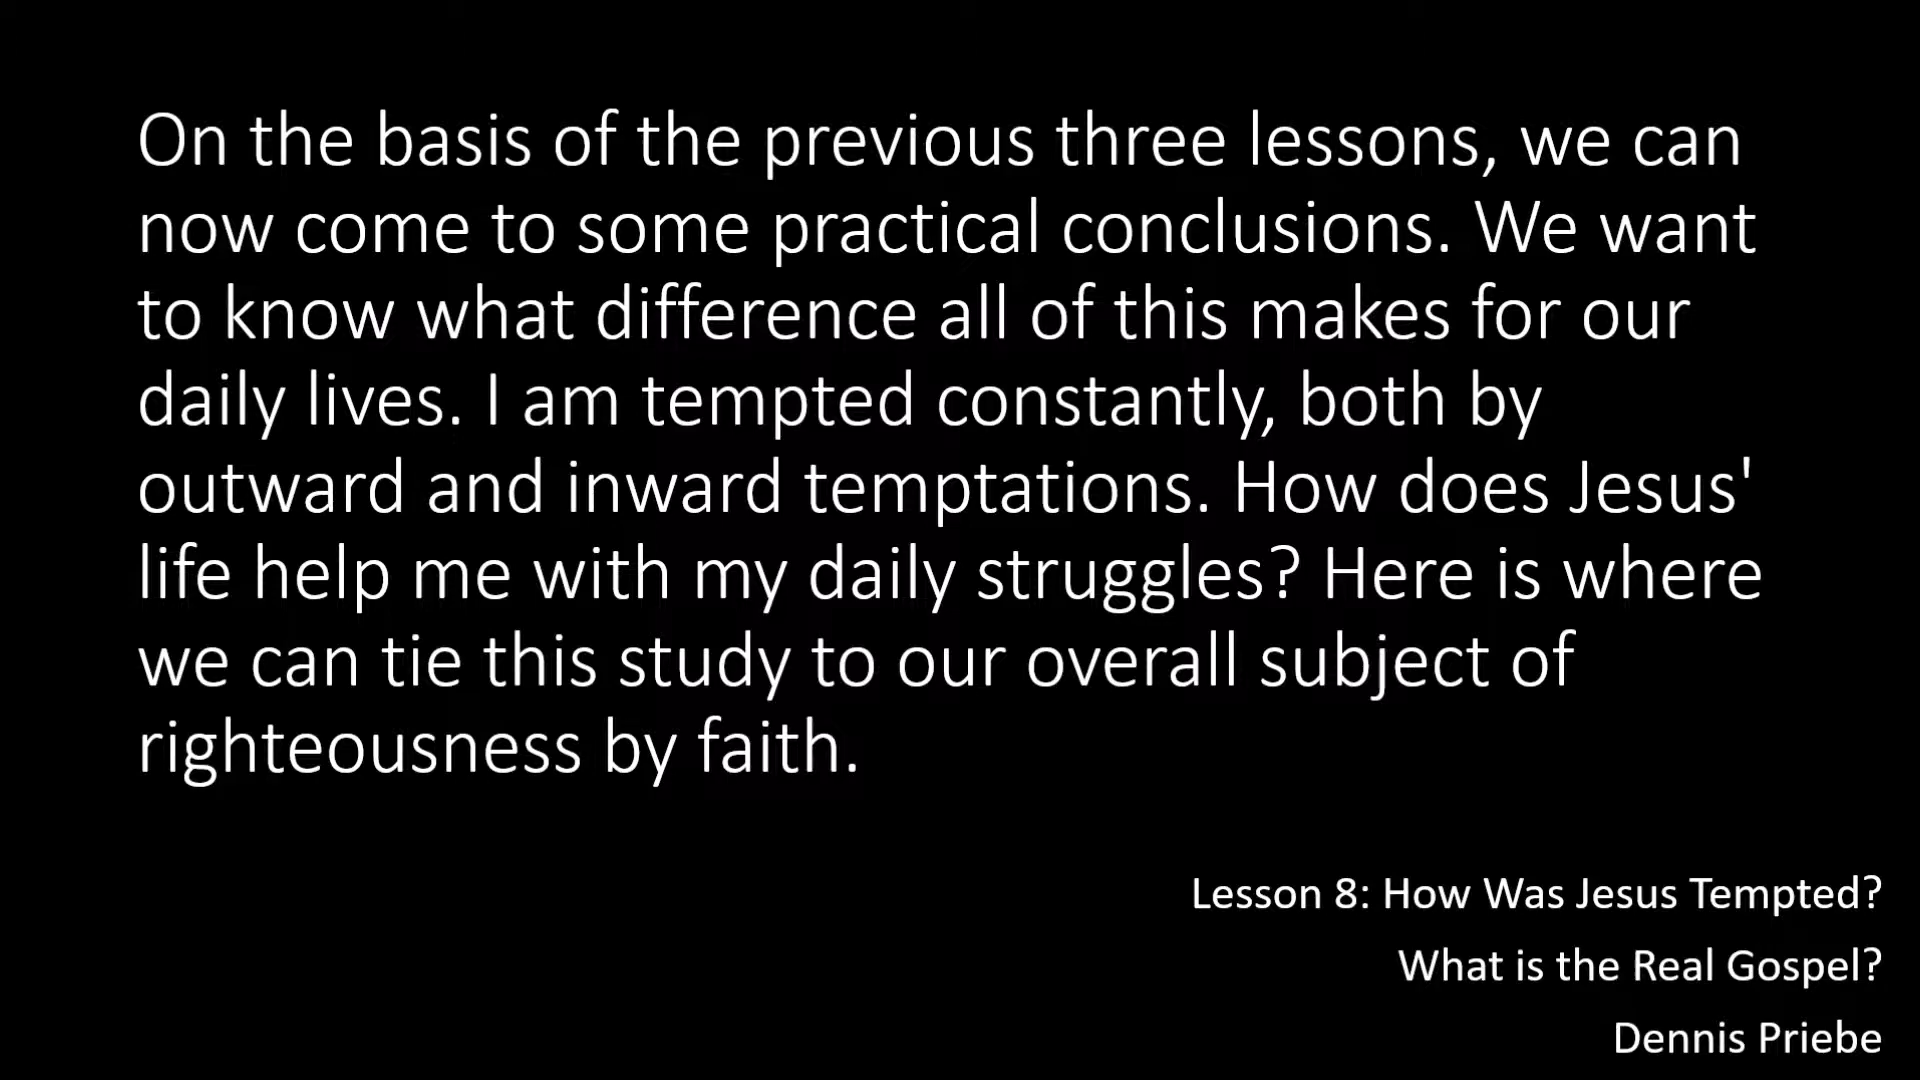 On the basis of the previous three lessons, we can
now come to some practical conclusions. We want
to know what difference all of this makes for our
daily lives. I am tempted constantly, both by
outward and inward temptations. How does Jesus'
life help me with my daily struggles? Here is where
we can tie this study to our overall subject of
righteousness by faith.
Lesson 8: How Was Jesus Tempted?
What is the Real Gospel?
Dennis Priebe